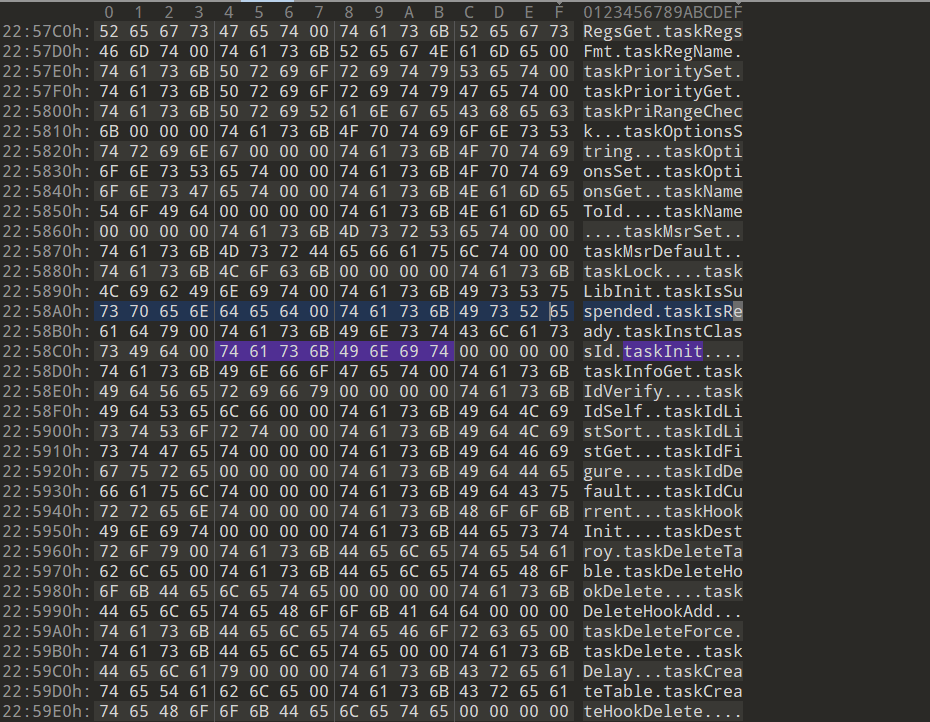 0 1 2 3 4 5 6 7 8 9 A B C D E F 0123456789ABCDEF
22:57C0h: 52 65 67 73 47 65 74 00 74 61 73 6B 52 65 67 73 RegsGet.taskRegs
22:57D0h: 46 6D 74 00 74 61 73 6B 52 65 67 4E 61 6D 65 00 Fmt.taskRegName.
22:57E0h: 74 61 73 6B 50 72 69 6F 72 69 74 79 53 65 74 00 taskPrioritySet.
22:57F0h: 74 61 73 6B 50 72 69 6F 72 69 74 79 47 65 74 00 taskPriorityGet.
22:5800h: 74 61 73 6B 50 72 69 52 61 6E 67 65 43 68 65 63 taskPriRangeChec
22:5810h: 6B 00 00 00 74 61 73 6B 4F 70 74 69 6F 6E 73 53 k...taskOptionsS
22:5820h: 74 72 69 6E 67 00 00 00 74 61 73 6B 4F 70 74 69 tring...taskOpti
22:5830h: 6F 6E 73 53 65 74 00 00 74 61 73 6B 4F 70 74 69 onsSet..taskOpti
22:5840h: 6F 6E 73 47 65 74 00 00 74 61 73 6B 4E 61 6D 65 onsGet..taskName
22:5850h: 54 6F 49 64 00 00 00 00 74 61 73 6B 4E 61 6D 65 ToId....taskName
22:5860h: 00 00 00 00 74 61 73 6B 4D 73 72 53 65 74 00 00 ....taskMsrSet..
22:5870h: 74 61 73 6B 4D 73 72 44 65 66 61 75 6C 74 00 00 taskMsrDefault..
22:5880h: 74 61 73 6B 4C 6F 63 6B 00 00 00 00 74 61 73 6B taskLock....task
22:5890h: 4C 69 62 49 6E 69 74 00 74 61 73 6B 49 73 53 75 LibInit.taskIsSu
22:58A0h: 73 70 65 6E 64 65 64 00 74 61 73 6B 49 73 52 65 spended.taskIsRe
22:58B0h: 61 64 79 00 74 61 73 6B 49 6E 73 74 43 6C 61 73 ady.taskInstClas
22:58C0h: 73 49 64 00 74 61 73 6B 49 6E 69 74 00 00 00 00 sId.taskInit....
22:58D0h: 74 61 73 6B 49 6E 66 6F 47 65 74 00 74 61 73 6B taskInfoGet.task
22:58E0h: 49 64 56 65 72 69 66 79 00 00 00 00 74 61 73 6B IdVerify....task
22:58F0h: 49 64 53 65 6C 66 00 00 74 61 73 6B 49 64 4C 69 IdSelf..taskIdLi
22:5900h: 73 74 53 6F 72 74 00 00 74 61 73 6B 49 64 4C 69 stSort..taskIdLi
22:5910h: 73 74 47 65 74 00 00 00 74 61 73 6B 49 64 46 69 stGet...taskIdFi
22:5920h: 67 75 72 65 00 00 00 00 74 61 73 6B 49 64 44 65 gure....taskIdDe
22:5930h: 66 61 75 6C 74 00 00 00 74 61 73 6B 49 64 43 75 fault...taskIdCu
22:5940h: 72 72 65 6E 74 00 00 00 74 61 73 6B 48 6F 6F 6B rrent...taskHook
22:5950h: 49 6E 69 74 00 00 00 00 74 61 73 6B 44 65 73 74 Init....taskDest
22:5960h: 72 6F 79 00 74 61 73 6B 44 65 6C 65 74 65 54 61 roy.taskDeleteTa
22:5970h: 62 6C 65 00 74 61 73 6B 44 65 6C 65 74 65 48 6F ble.taskDeleteHo
22:5980h: 6F 6B 44 65 6C 65 74 65 00 00 00 00 74 61 73 6B okDelete....task
22:5990h: 44 65 6C 65 74 65 48 6F 6F 6B 41 64 64 00 00 00 DeleteHookAdd...
22:59A0h: 74 61 73 6B 44 65 6C 65 74 65 46 6F 72 63 65 00 taskDeleteForce.
22:59B0h: 74 61 73 6B 44 65 6C 65 74 65 00 00 74 61 73 6B taskDelete..task
22:59C0h: 44 65 6C 61 79 00 00 00 74 61 73 6B 43 72 65 61 Delay...taskCrea
22:59D0h: 74 65 54 61 62 6C 65 00 74 61 73 6B 43 72 65 61 teTable.taskCrea
22:59E0h: 74 65 48 6F 6F 6B 44 65 6C 65 74 65 00 00 00 00 teHookDelete....